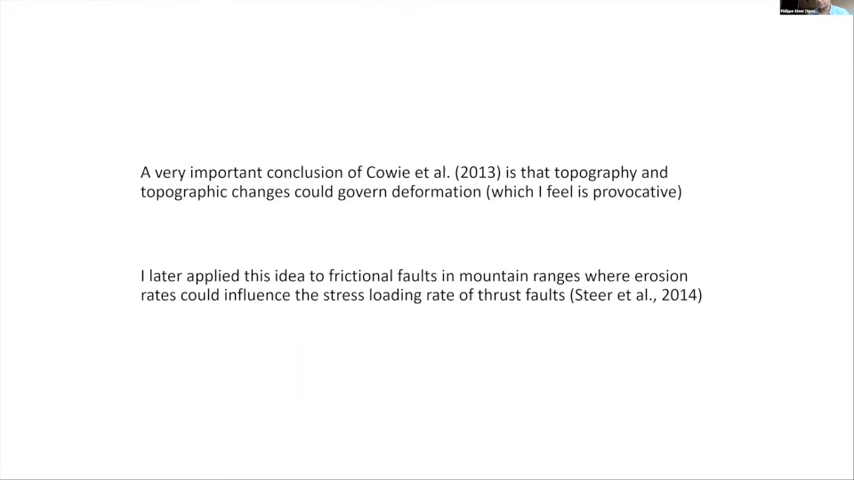 A very important conclusion of Cowie et al. (2013) is that topography and
topographic changes could govern deformation (which I feel is provocative)
I later applied this idea to frictional faults in mountain ranges where erosion
rates could influence the stress loading rate of thrust faults (Steer et al., 2014)